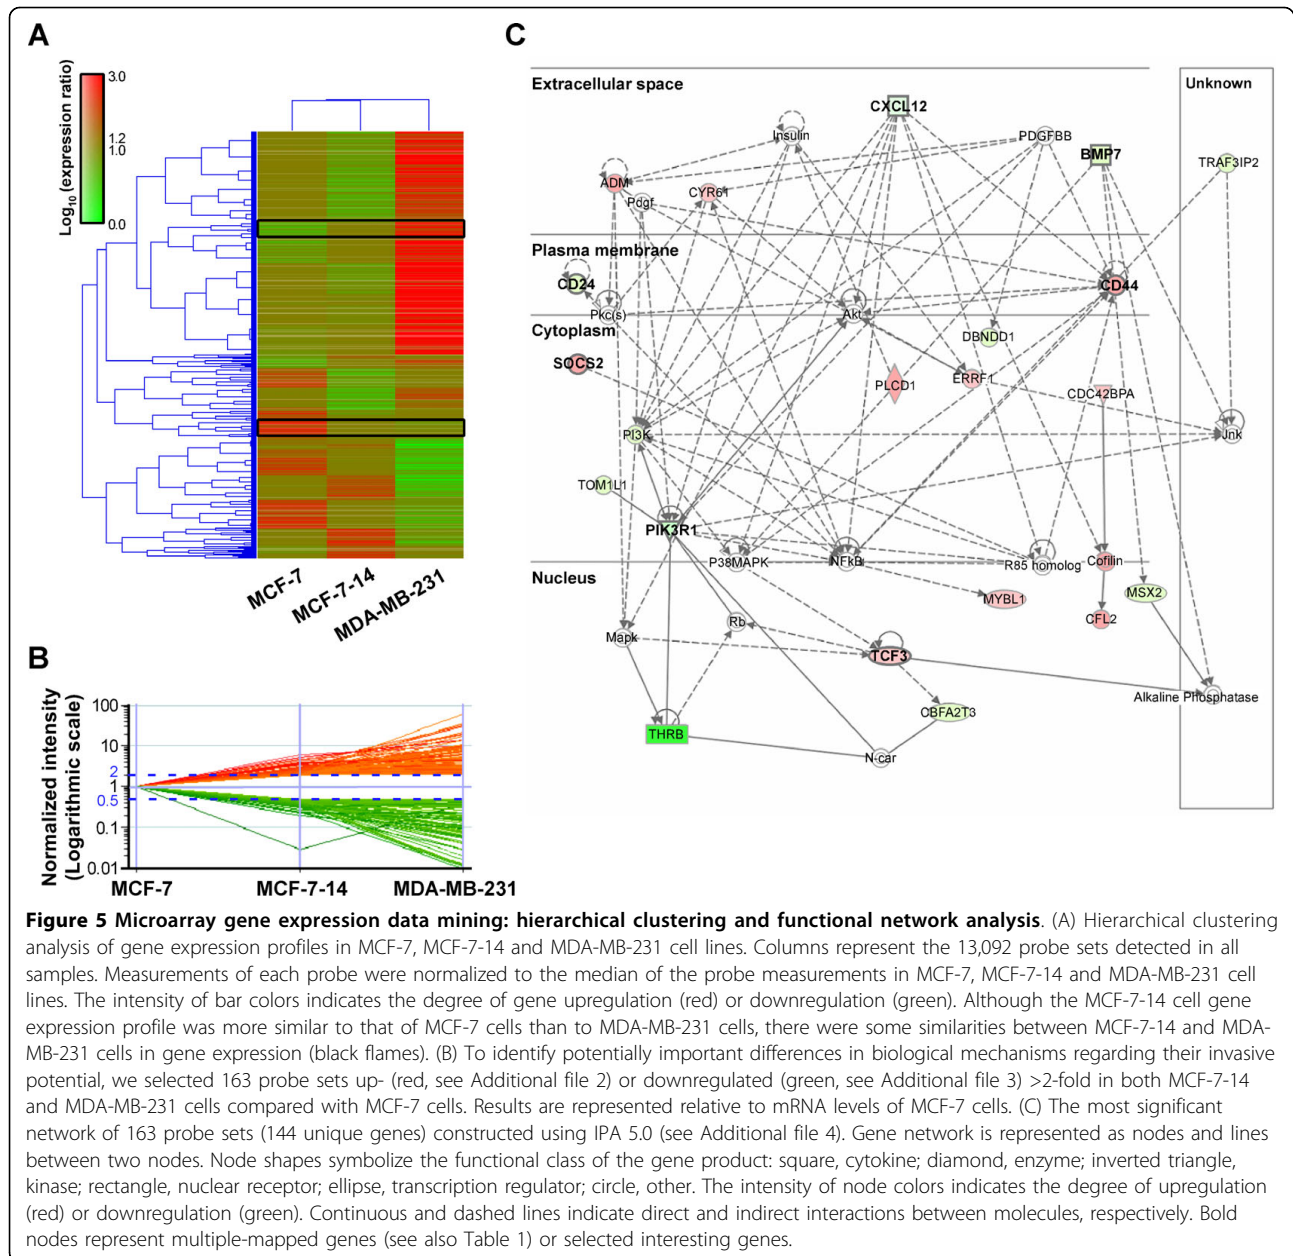 A
Log10 (expression ratio)
3.0
1.2
1.0
0.0
MCF-7
MCF-7-14
MDA-MB-231
B
Normalized intensity
(Logarithmic scale)
100
10
2
1
0.5
0.1
0.01
MCF-7
MCF-7-14
MDA-MB-231
C
Extracellular space
Unknown
CXCL12
Insulin
PDGFBB
BMP7
TRAF3IP2
ADM
CYR61
Pdgf
Plasma membrane
CD24
CD44
Pkc(s)
Akt
Cytoplasm
DBNDD1
SOCS2
PLCD1
ERRF1
CDC42BPA
PI3K
Jnk
TOM1L1
PIK3R1
P38MAPK
NFkB
R85 homolog
Cofilin
Nucleus
MYBL1
MSX2
CFL2
Rb
Mapk
TCF3
Alkaline Phosphatase
CBFA2T3
THRB
N-car
Figure 5 Microarray gene expression data mining: hierarchical clustering and functional network analysis. (A) Hierarchical clustering
analysis of gene expression profiles in MCF-7, MCF-7-14 and MDA-MB-231 cell lines. Columns represent the 13,092 probe sets detected in all
samples. Measurements of each probe were normalized to the median of the probe measurements in MCF-7, MCF-7-14 and MDA-MB-231 cell
lines. The intensity of bar colors indicates the degree of gene upregulation (red) or downregulation (green). Although the MCF-7-14 cell gene
expression profile was more similar to that of MCF-7 cells than to MDA-MB-231 cells, there were some similarities between MCF-7-14 and MDA-
MB-231 cells in gene expression (black flames). (B) To identify potentially important differences in biological mechanisms regarding their invasive
potential, we selected 163 probe sets up- (red, see Additional file 2) or downregulated (green, see Additional file 3) >2-fold in both MCF-7-14
and MDA-MB-231 cells compared with MCF-7 cells. Results are represented relative to mRNA levels of MCF-7 cells. (C) The most significant
network of 163 probe sets (144 unique genes) constructed using IPA 5.0 (see Additional file 4). Gene network is represented as nodes and lines
between two nodes. Node shapes symbolize the functional class of the gene product: square, cytokine; diamond, enzyme; inverted triangle,
kinase; rectangle, nuclear receptor; ellipse, transcription regulator; circle, other. The intensity of node colors indicates the degree of upregulation
(red) or downregulation (green). Continuous and dashed lines indicate direct and indirect interactions between molecules, respectively. Bold
nodes represent multiple-mapped genes (see also Table 1) or selected interesting genes.